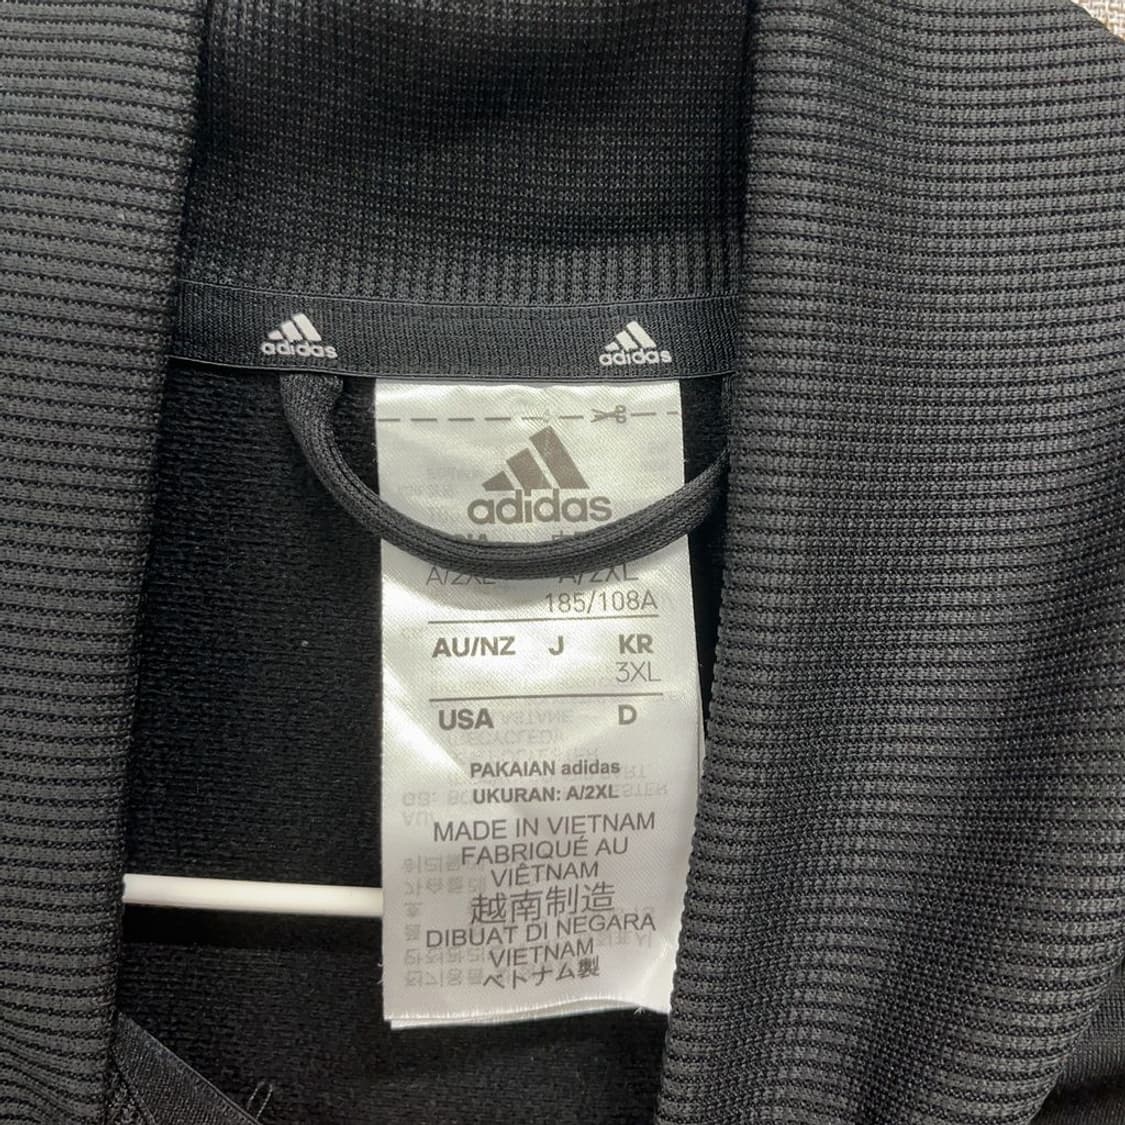 adidas
adidas
adidas
A/2XL A/2XL
185/108A
AU/NZ J KR
3XL
USA D
PAKAIAN adidas
UKURAN: A/2XL
MADE IN VIETNAM
FABRIQUÉ AU
VIÊTNAM
越南制造
DIBUAT DI NEGARA
VIETNAM
ベトナム製